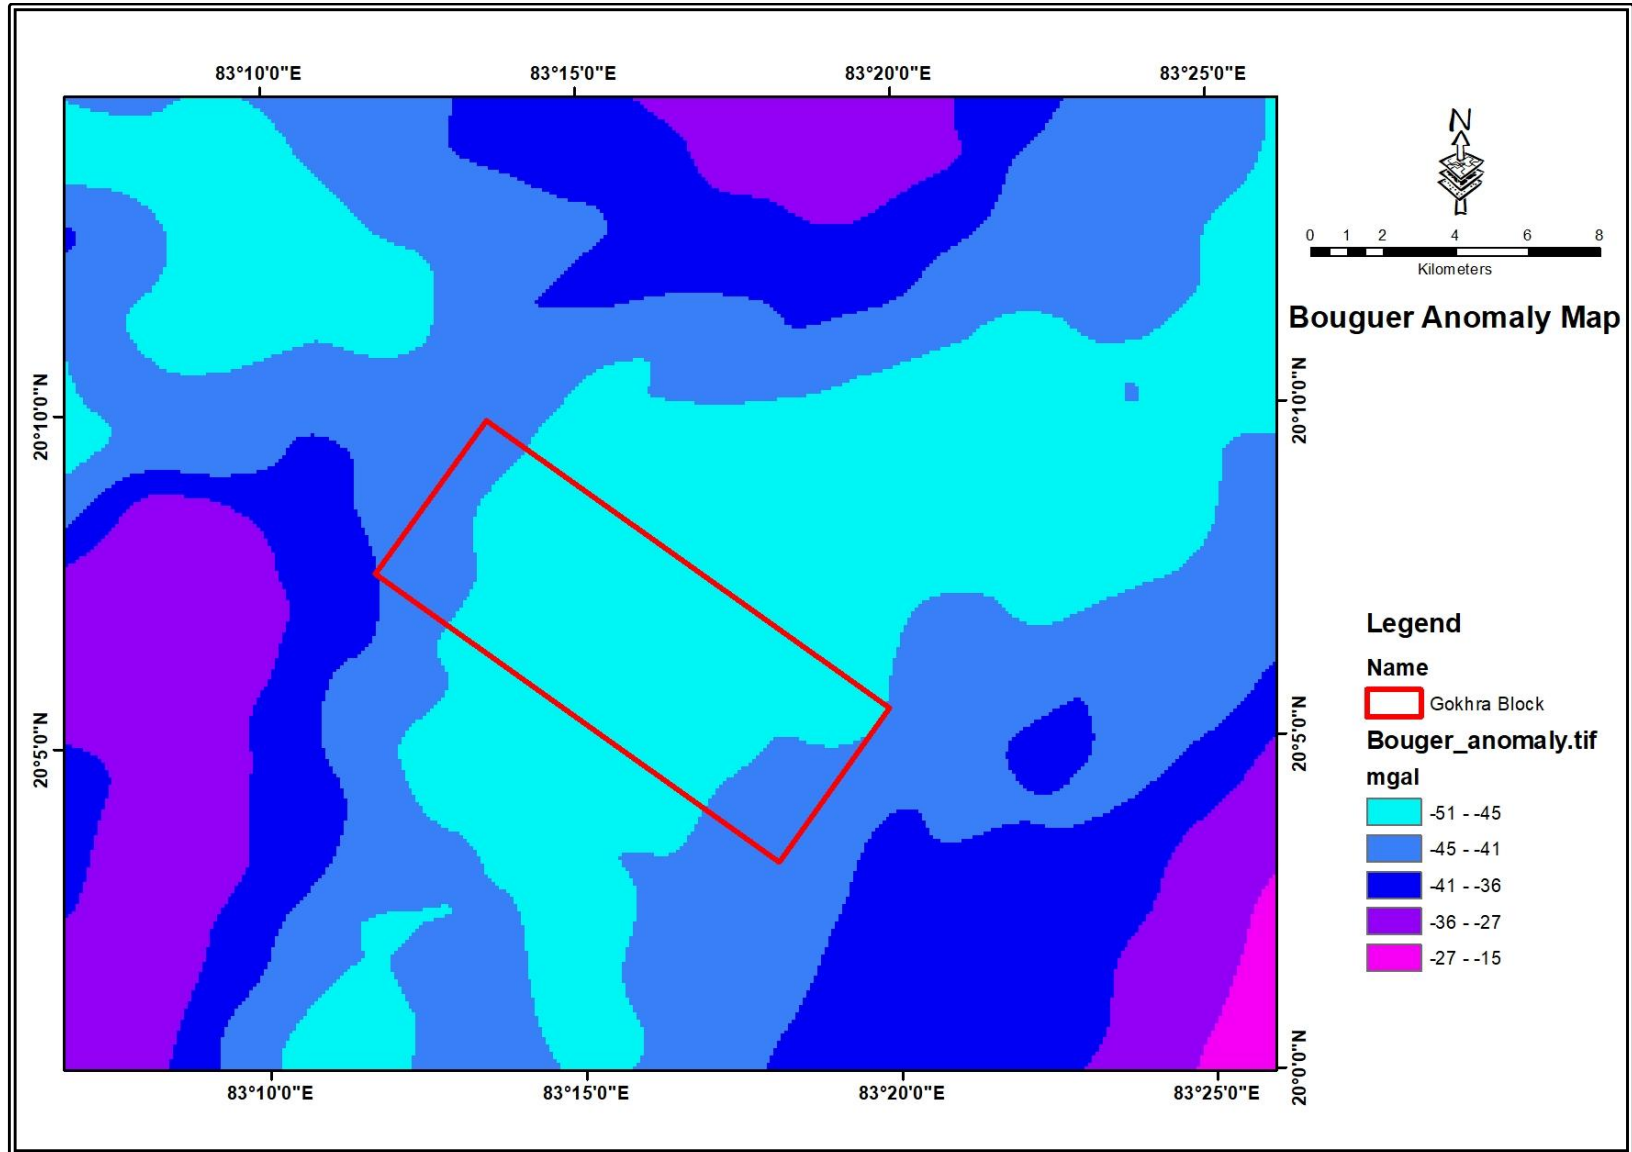 83°10'0"E 83°15'0"E 83°20'0"E 83°25'0"E
N
0 1 2 4 6 8
Kilometers
Bouguer Anomaly Map
20°10'0"N 20°10'0"N
20°5'0"N 20°5'0"N
20°0'0"N
Legend
Name
Gokhra Block
Bouger_anomaly.tif
mgal
-51 - -45
-45 - -41
-41 - -36
-36 - -27
-27 - -15
83°10'0"E 83°15'0"E 83°20'0"E 83°25'0"E